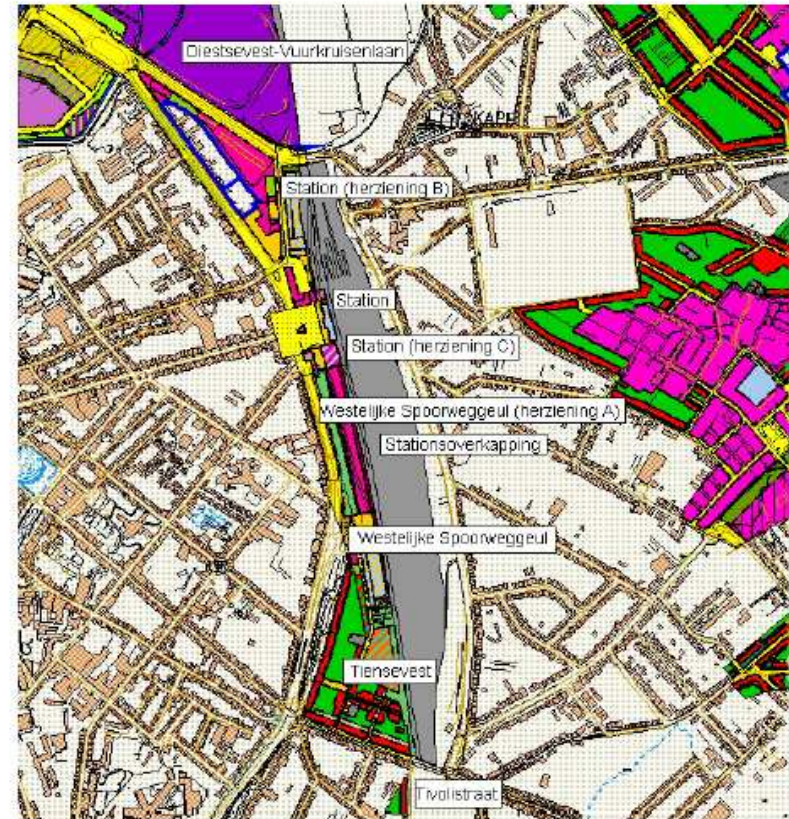 Diestsevest-Vuurkruisenlaan
Station (herziening B)
Station
Station (herziening C)
Westelijke Spoorweggeul (herziening A)
Stationsoverkapping
Westelijke Spoorweggeul
Tiensevest
Tivolistraat